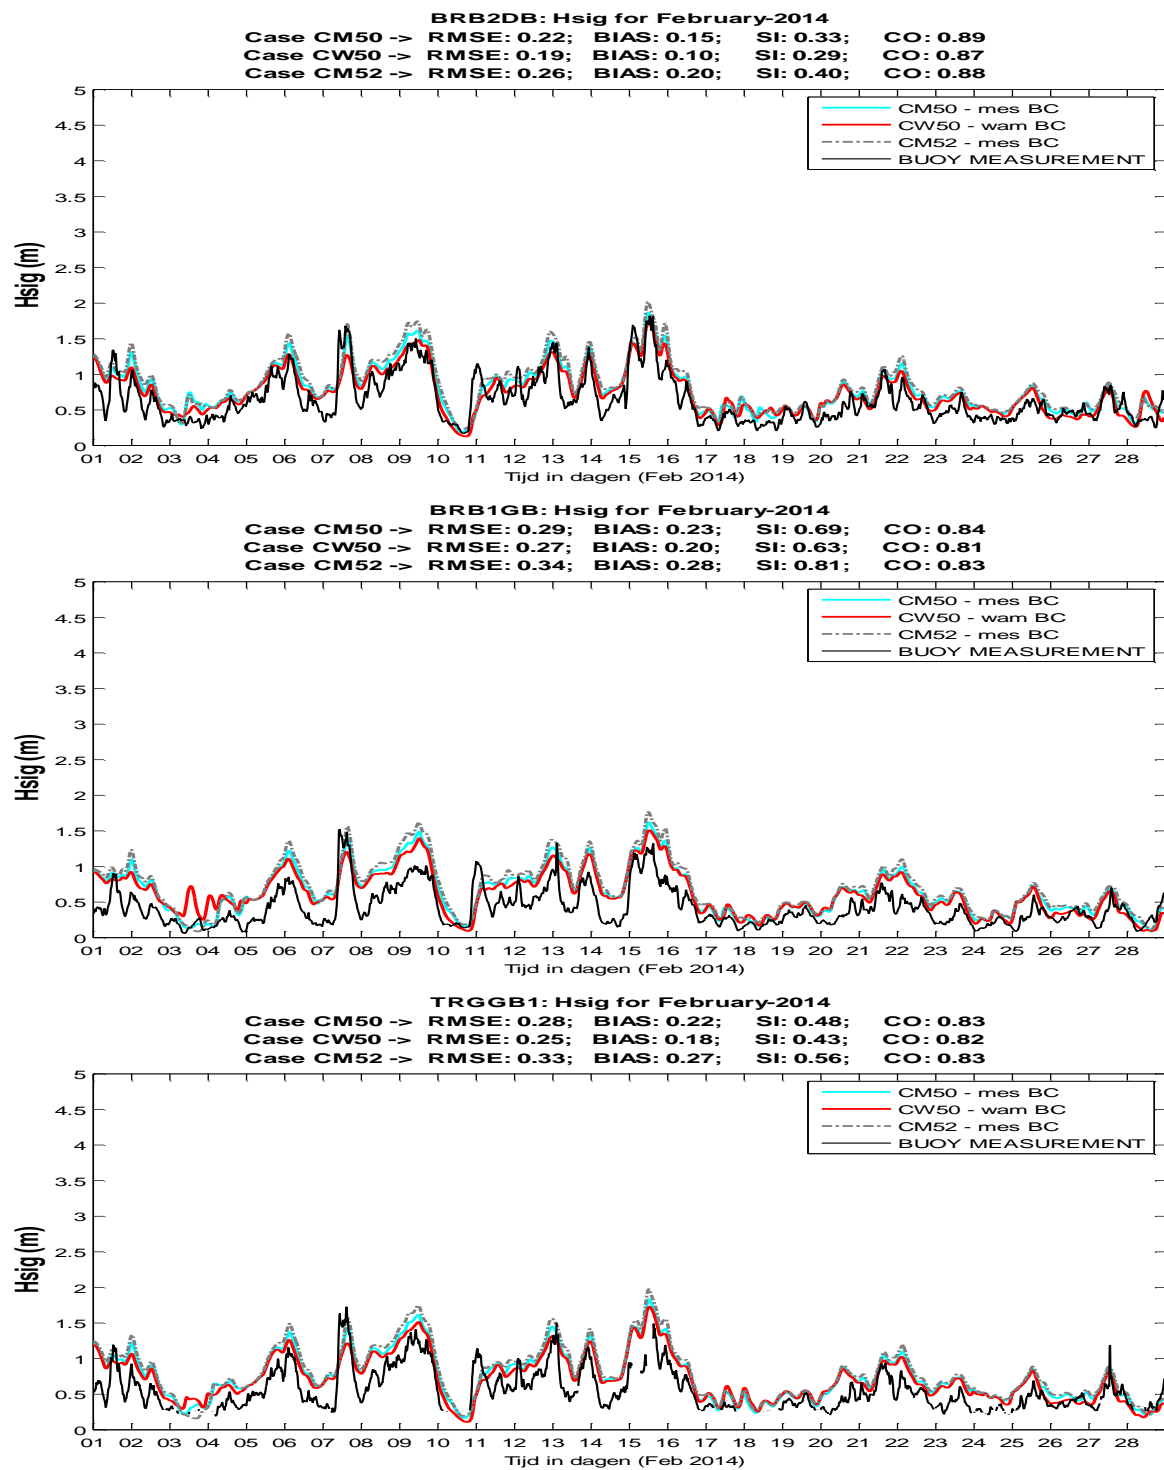 BRB2DB: Hsig for February-2014
Case CM50 -> RMSE: 0.22; BIAS: 0.15; SI: 0.33; CO: 0.89
Case CW50 -> RMSE: 0.19; BIAS: 0.10; SI: 0.29; CO: 0.87
Case CM52 -> RMSE: 0.26; BIAS: 0.20; SI: 0.40; CO: 0.88
5
4.5
4
3.5
3
2.5
2
1.5
1
0.5
0
Hsig (m)
CM50 - mes BC
CW50 - wam BC
CM52 - mes BC
BUOY MEASUREMENT
01 02 03 04 05 06 07 08 09 10 11 12 13 14 15 16 17 18 19 20 21 22 23 24 25 26 27 28
Tijd in dagen (Feb 2014)
BRB1GB: Hsig for February-2014
Case CM50 -> RMSE: 0.29; BIAS: 0.23; SI: 0.69; CO: 0.84
Case CW50 -> RMSE: 0.27; BIAS: 0.20; SI: 0.63; CO: 0.81
Case CM52 -> RMSE: 0.34; BIAS: 0.28; SI: 0.81; CO: 0.83
5
4.5
4
3.5
3
2.5
2
1.5
1
0.5
0
Hsig (m)
CM50 - mes BC
CW50 - wam BC
CM52 - mes BC
BUOY MEASUREMENT
01 02 03 04 05 06 07 08 09 10 11 12 13 14 15 16 17 18 19 20 21 22 23 24 25 26 27 28
Tijd in dagen (Feb 2014)
TRGGB1: Hsig for February-2014
Case CM50 -> RMSE: 0.28; BIAS: 0.22; SI: 0.48; CO: 0.83
Case CW50 -> RMSE: 0.25; BIAS: 0.18; SI: 0.43; CO: 0.82
Case CM52 -> RMSE: 0.33; BIAS: 0.27; SI: 0.56; CO: 0.83
5
4.5
4
3.5
3
2.5
2
1.5
1
0.5
0
Hsig (m)
CM50 - mes BC
CW50 - wam BC
CM52 - mes BC
BUOY MEASUREMENT
01 02 03 04 05 06 07 08 09 10 11 12 13 14 15 16 17 18 19 20 21 22 23 24 25 26 27 28
Tijd in dagen (Feb 2014)